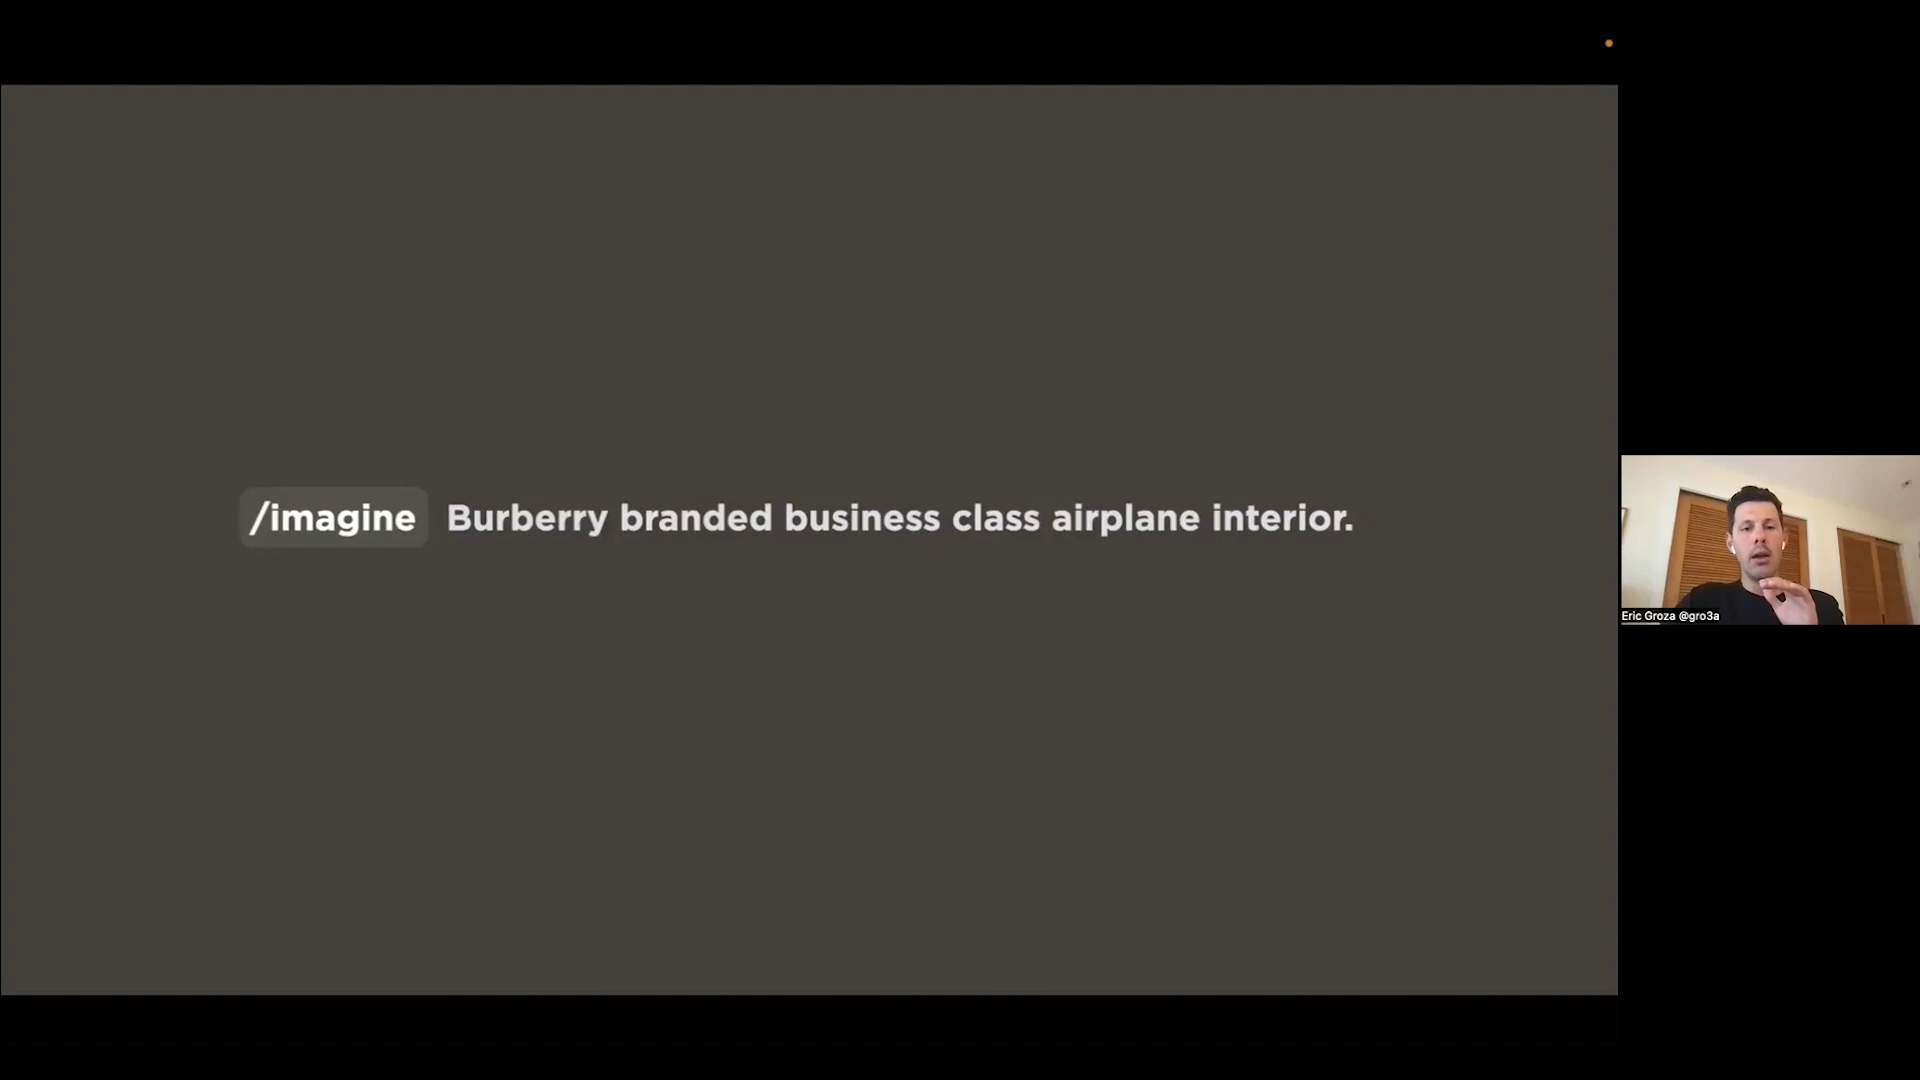 /imagine Burberry branded business class airplane interior.
Eric Groza @gro3a